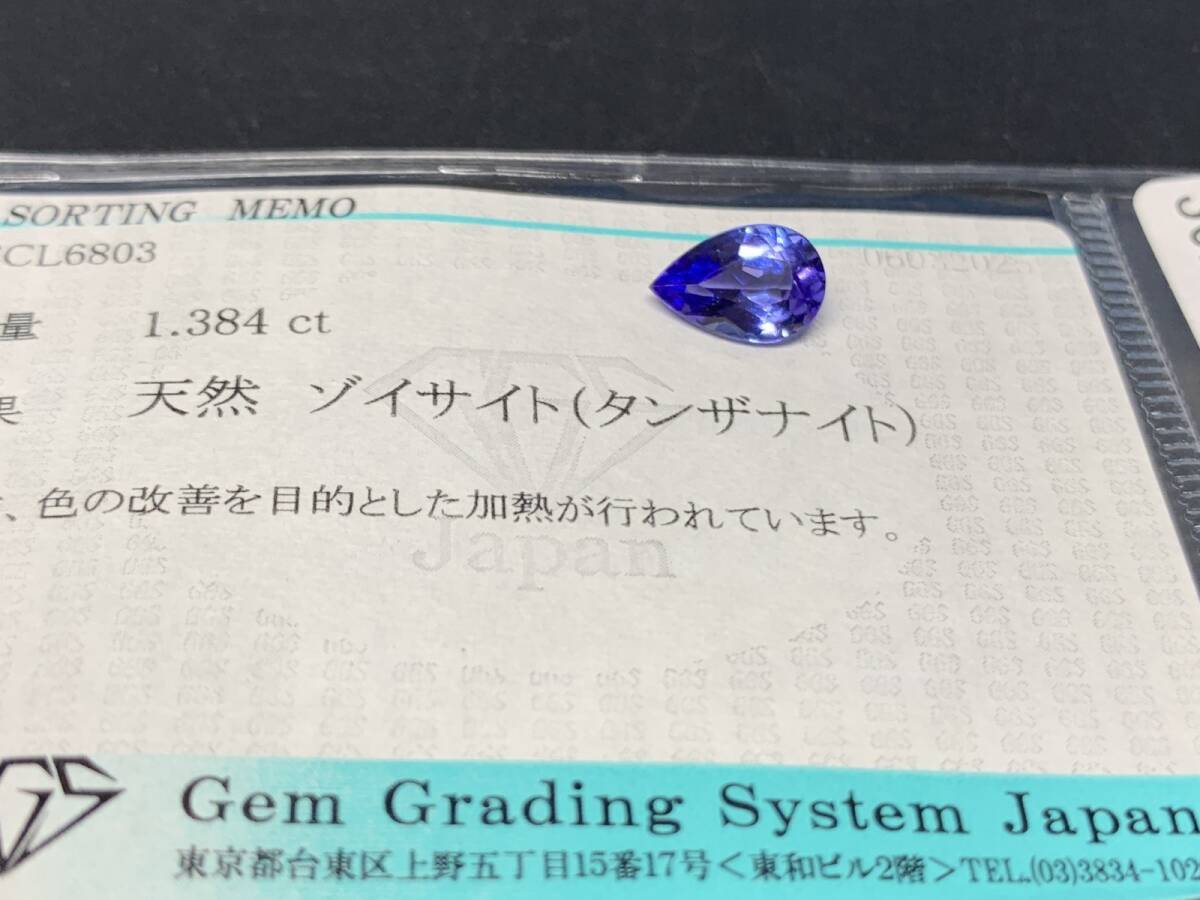 SORTING MEMO
CL6803
量 1.384 ct
果 天然 ゾイサイト(タンザナイト)
、色の改善を目的とした加熱が行われています。
Japan
Gem Grading System Japan
東京都台東区上野五丁目15番17号<東和ビル2階>TEL.(03)3834-102